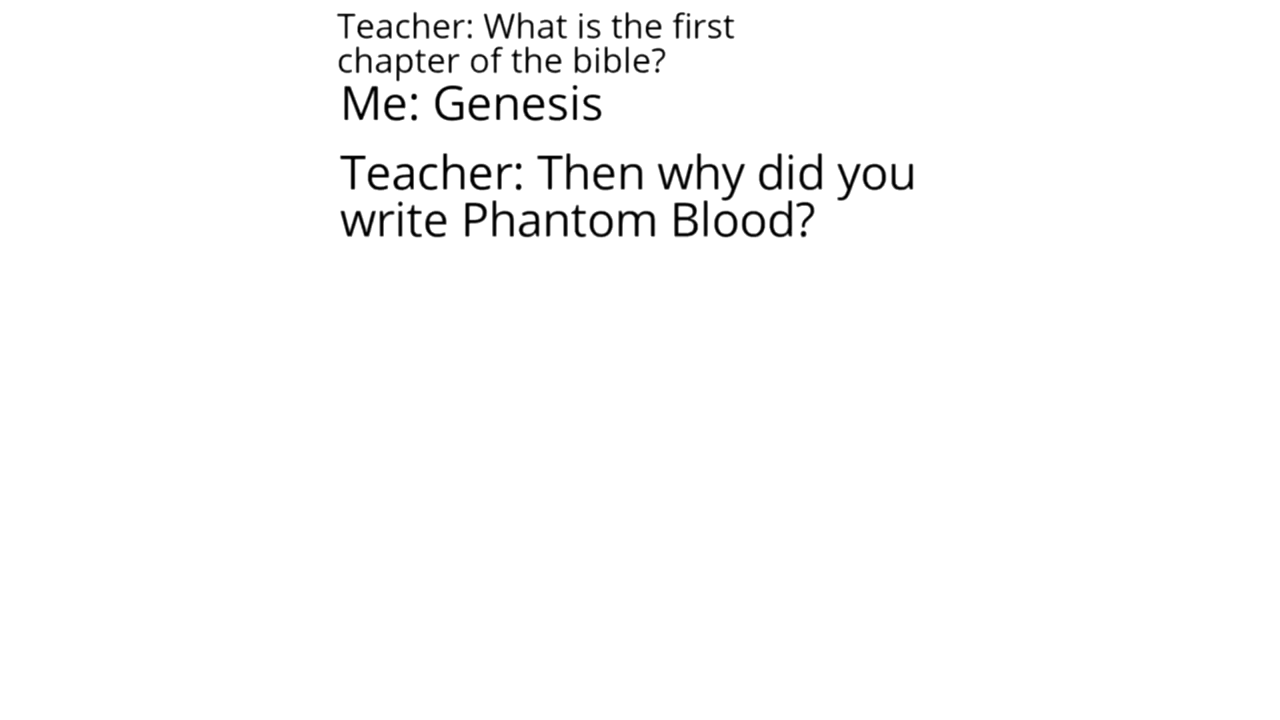 Teacher: What is the first
chapter of the bible?
Me: Genesis
Teacher: Then why did you
write Phantom Blood?